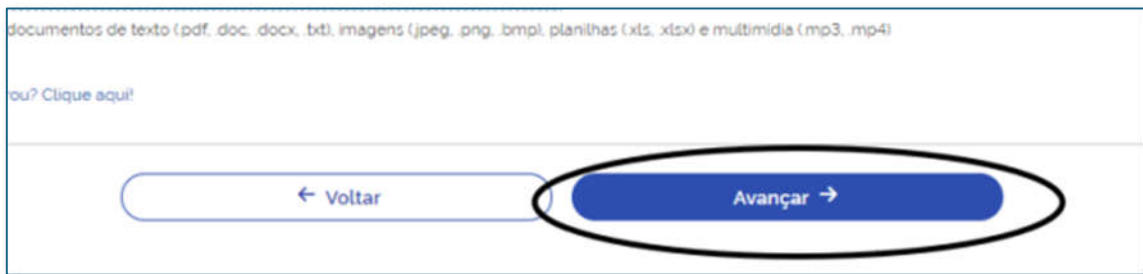 documentos de texto (.pdf, .doc, .docx, .txt), imagens (.jpeg, .png, .bmp), planilhas (.xls, .xlsx) e multimídia (.mp3, .mp4)
ou? Clique aqui!
← Voltar
Avançar →